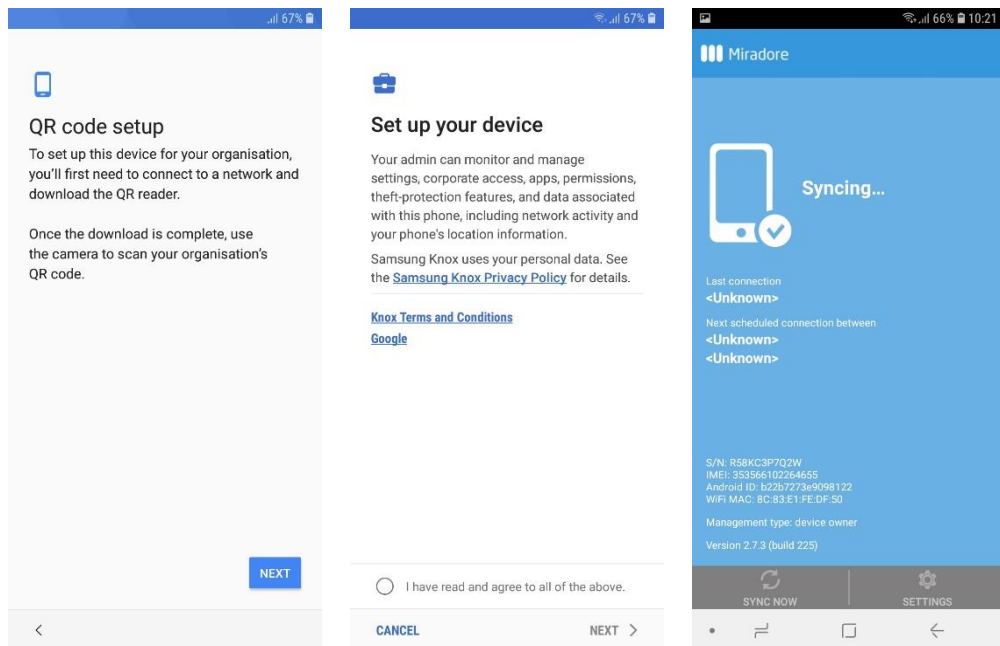 67%
QR code setup
To set up this device for your organisation,
you'll first need to connect to a network and
download the QR reader.
Once the download is complete, use
the camera to scan your organisation's
QR code.
NEXT
67%
Set up your device
Your admin can monitor and manage
settings, corporate access, apps, permissions,
theft-protection features, and data associated
with this phone, including network activity and
your phone's location information.
Samsung Knox uses your personal data. See
the Samsung Knox Privacy Policy for details.
Knox Terms and Conditions
Google
I have read and agree to all of the above.
CANCEL
NEXT
66% 10:21
Miradore
Syncing...
Last connection
<Unknown>
Next scheduled connection between
<Unknown>
<Unknown>
S/N: R58KC3P7Q2W
IMEI: 353566102264655
Android ID: b22b7273e9098122
WiFi MAC: 8C:83:E1:FE:DF:50
Management type: device owner
Version 2.7.3 (build 225)
SYNC NOW
SETTINGS